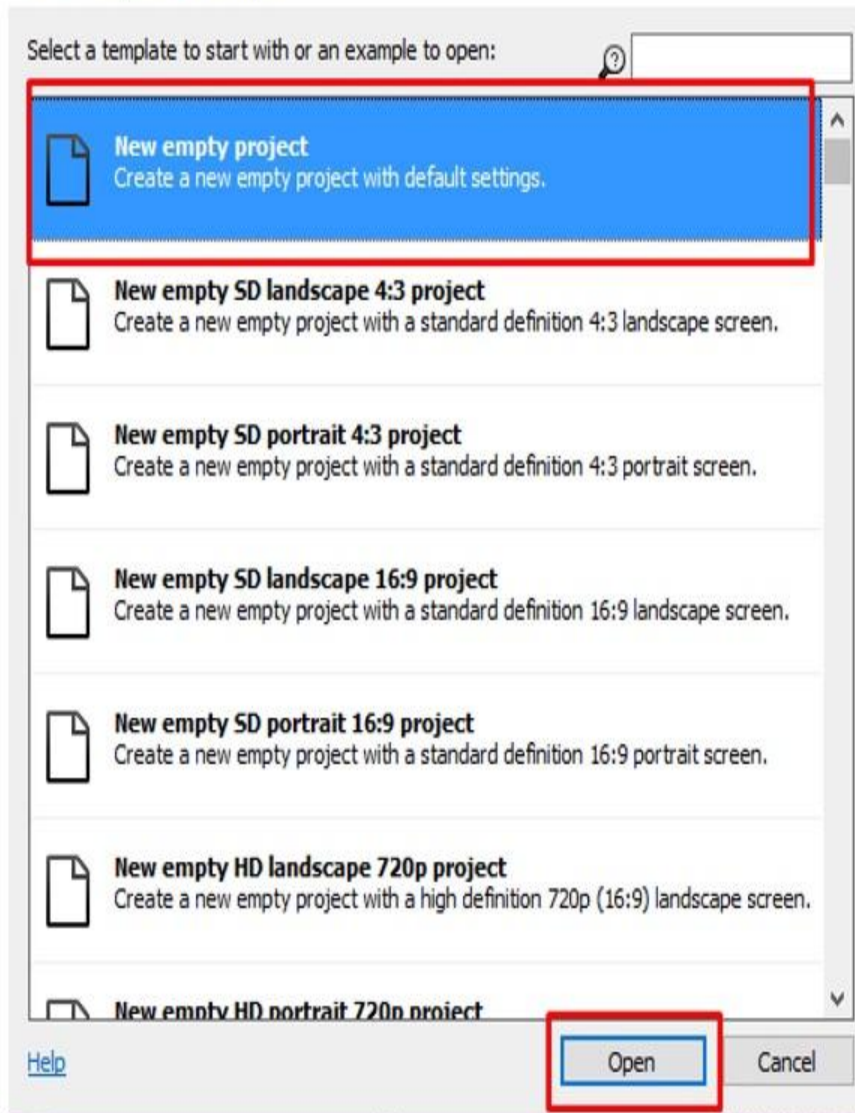 Select a template to start with or an example to open:
New empty project
Create a new empty project with default settings.
New empty SD landscape 4:3 project
Create a new empty project with a standard definition 4:3 landscape screen.
New empty SD portrait 4:3 project
Create a new empty project with a standard definition 4:3 portrait screen.
New empty SD landscape 16:9 project
Create a new empty project with a standard definition 16:9 landscape screen.
New empty SD portrait 16:9 project
Create a new empty project with a standard definition 16:9 portrait screen.
New empty HD landscape 720p project
Create a new empty project with a high definition 720p (16:9) landscape screen.
New empty HD portrait 720p project
Help
Open
Cancel